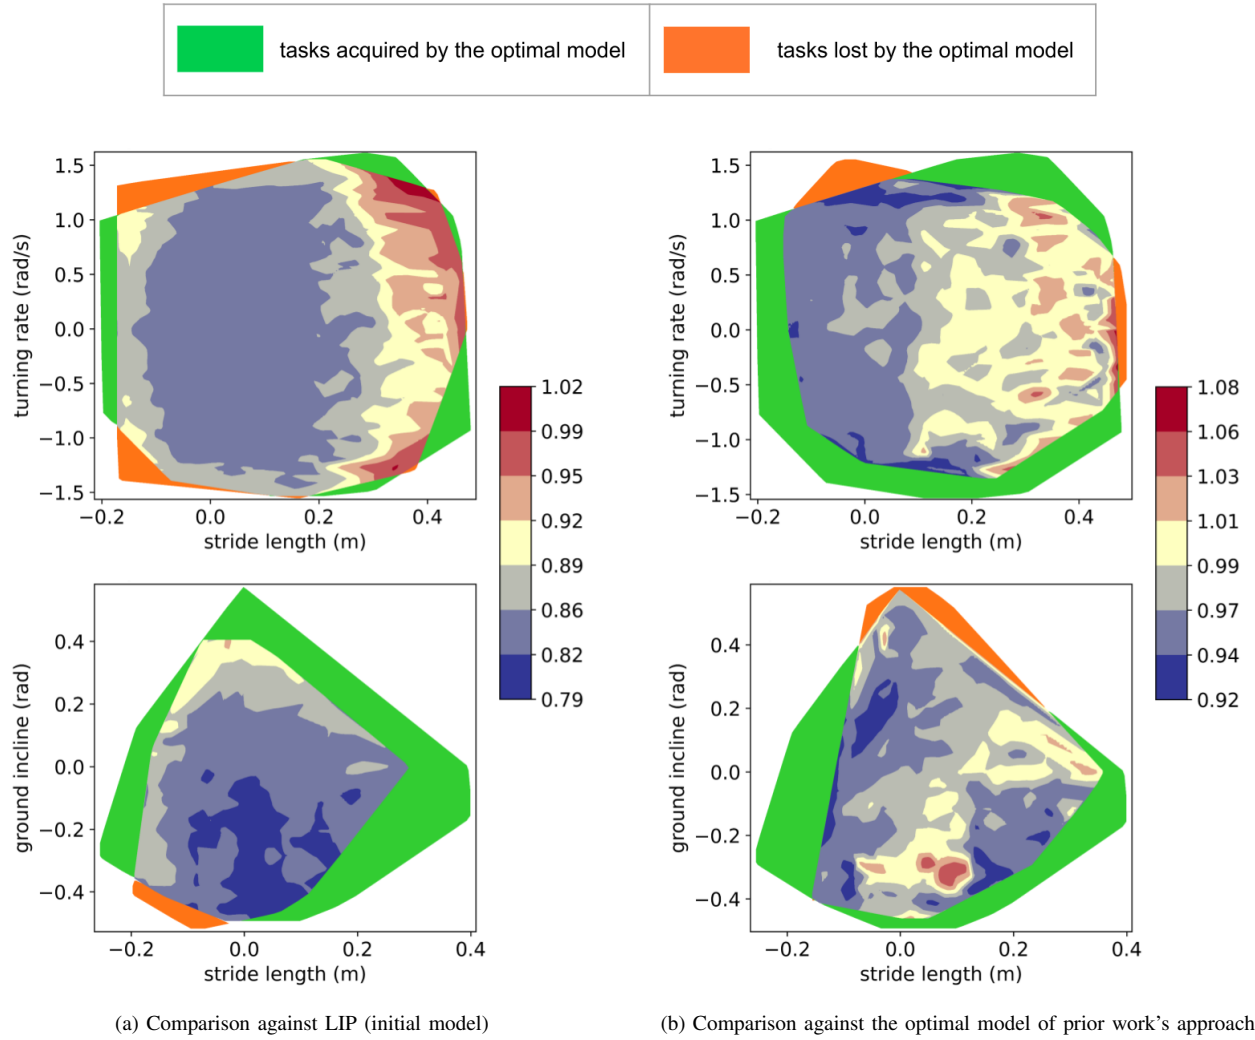 tasks acquired by the optimal model
tasks lost by the optimal model
turning rate (rad/s)
1.5
1.0
0.5
0.0
−0.5
−1.0
−1.5
−0.2 0.0 0.2 0.4
stride length (m)
turning rate (rad/s)
1.5
1.0
0.5
0.0
−0.5
−1.0
−1.5
−0.2 0.0 0.2 0.4
stride length (m)
1.02
0.99
0.95
0.92
0.89
0.86
0.82
0.79
1.08
1.06
1.03
1.01
0.99
0.97
0.94
0.92
ground incline (rad)
0.4
0.2
0.0
−0.2
−0.4
−0.2 0.0 0.2 0.4
stride length (m)
ground incline (rad)
0.4
0.2
0.0
−0.2
−0.4
−0.2 0.0 0.2 0.4
stride length (m)
(a) Comparison against LIP (initial model)
(b) Comparison against the optimal model of prior work’s approach